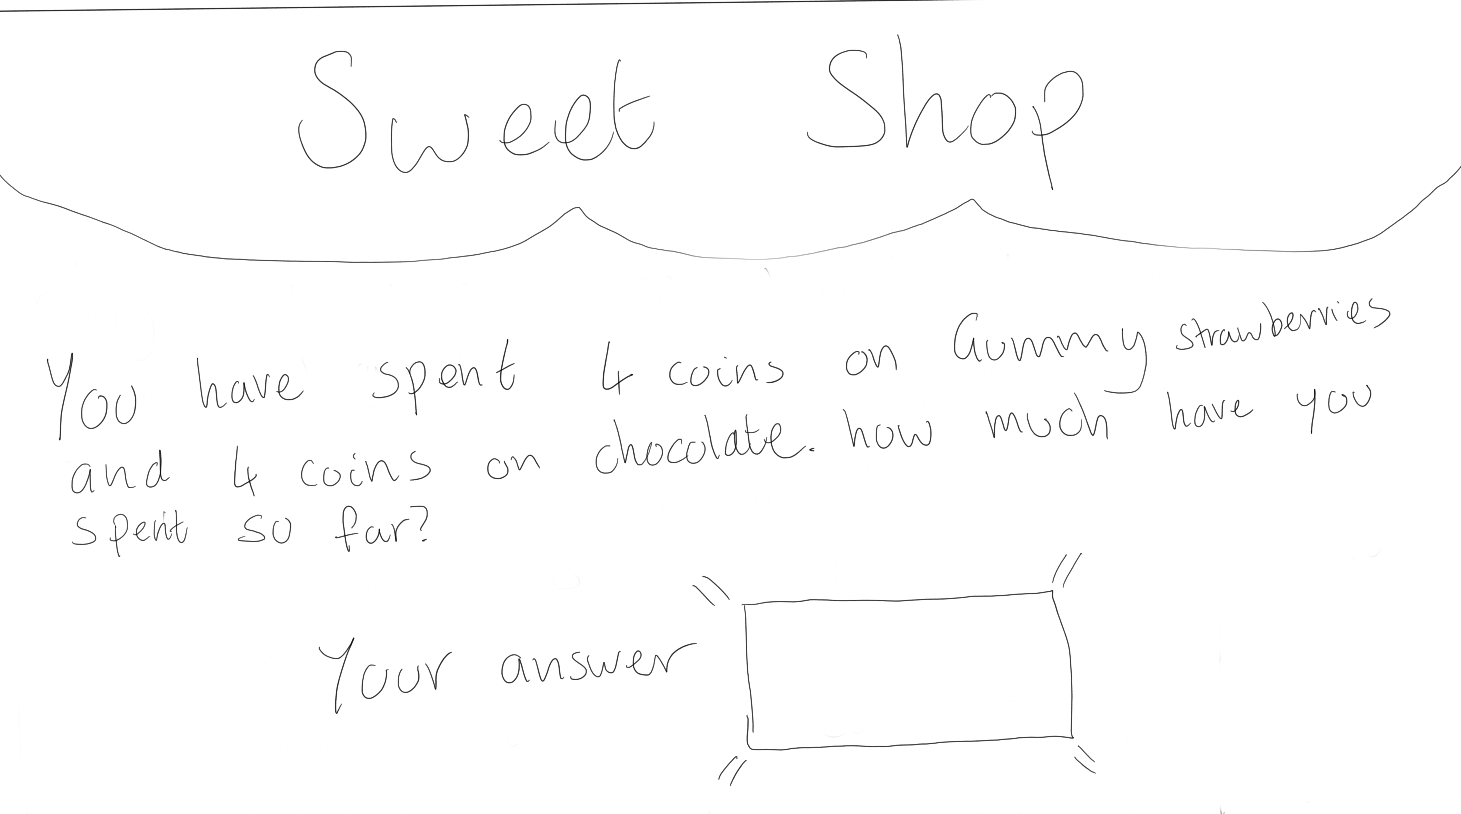 Sweet Shop
You have spent 4 coins on Gummy strawberries
and 4 coins on chocolate. how much have you
spent so far?
Your answer